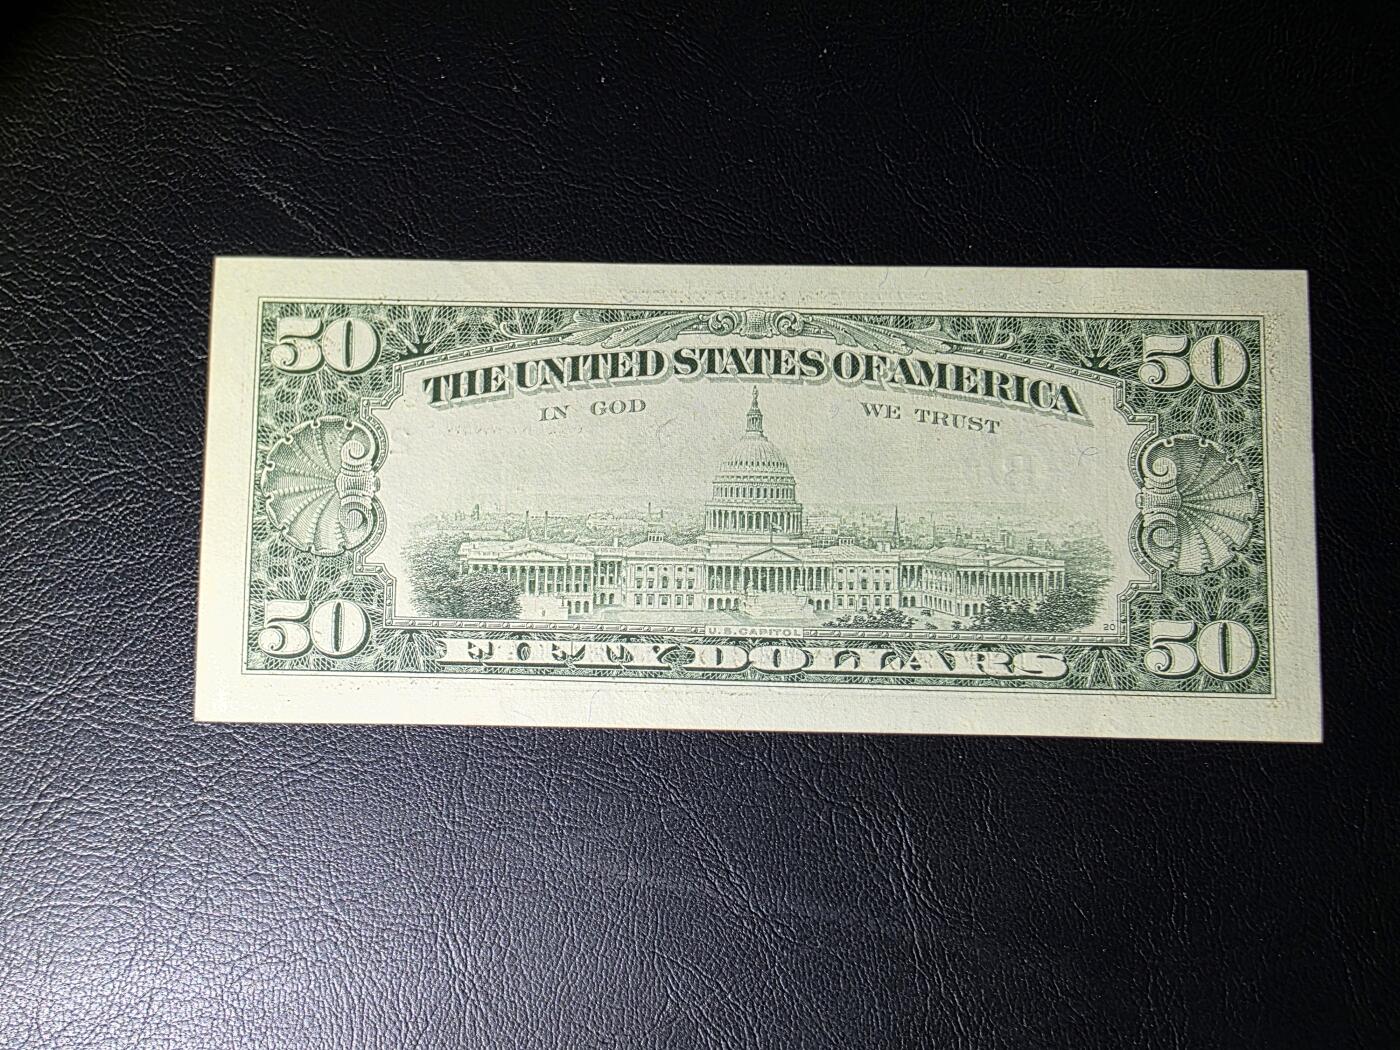 50 50
THE UNITED STATES OF AMERICA
IN GOD WE TRUST
U.S. CAPITOL
20
50 50
FIFTY DOLLARS